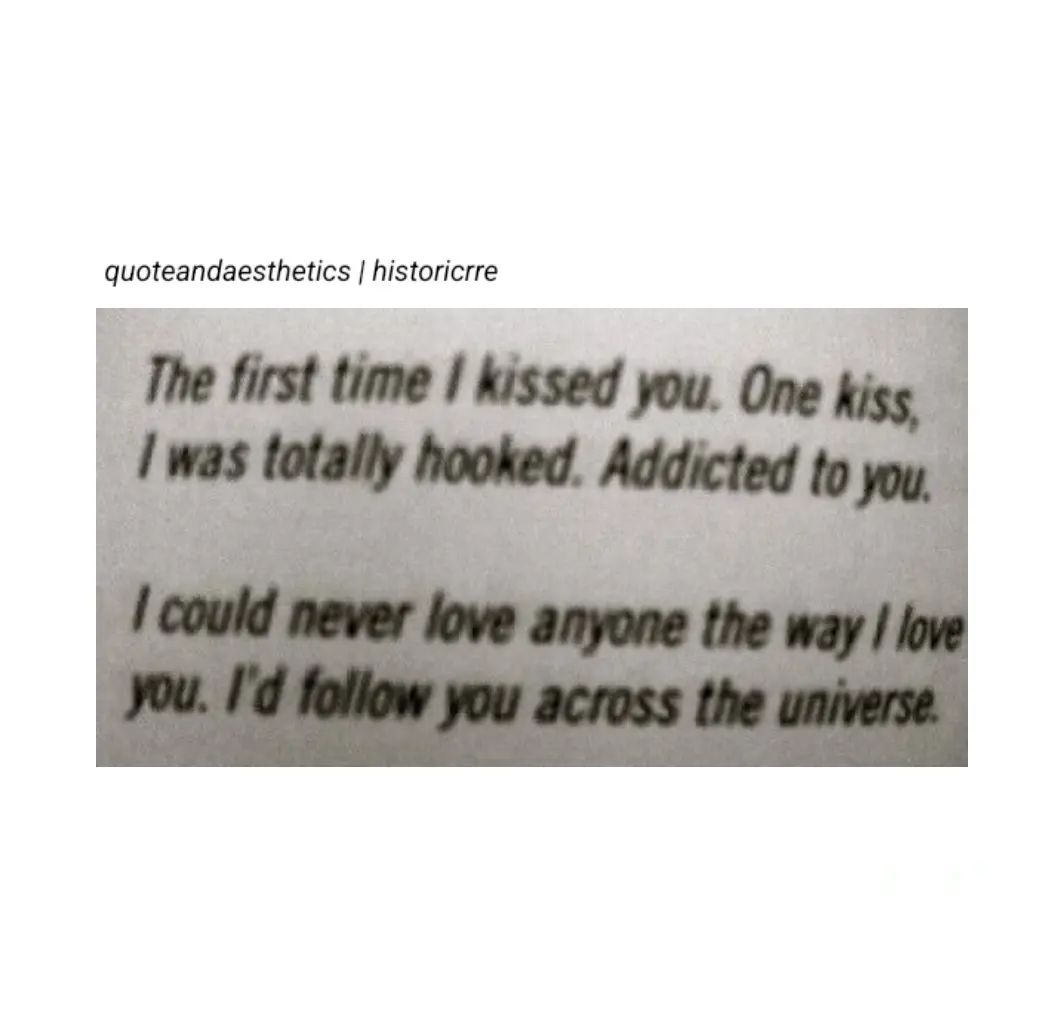 quoteandaesthetics | historicrre
The first time I kissed you. One kiss,
I was totally hooked. Addicted to you.
I could never love anyone the way I love
you. I'd follow you across the universe.